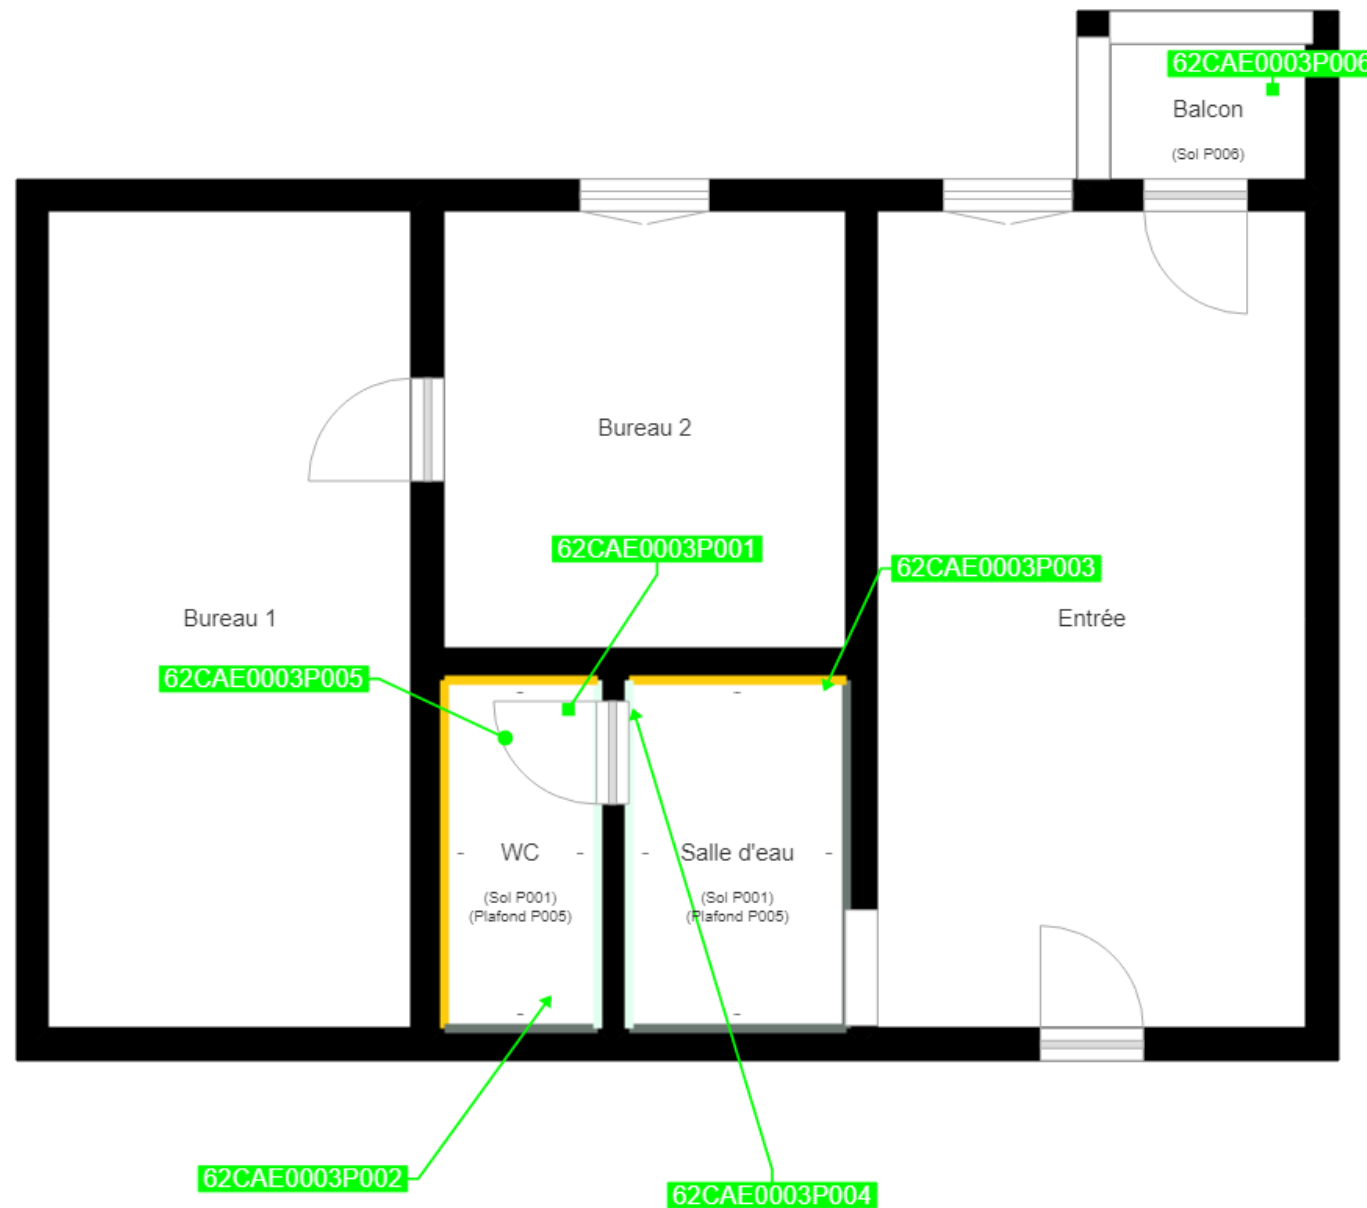 62CAE0003P006
Balcon
(Sol P006)
Bureau 2
62CAE0003P001
62CAE0003P003
Bureau 1
Entrée
62CAE0003P005
WC
(Sol P001)
(Plafond P005)
Salle d'eau
(Sol P001)
(Plafond P005)
62CAE0003P002
62CAE0003P004